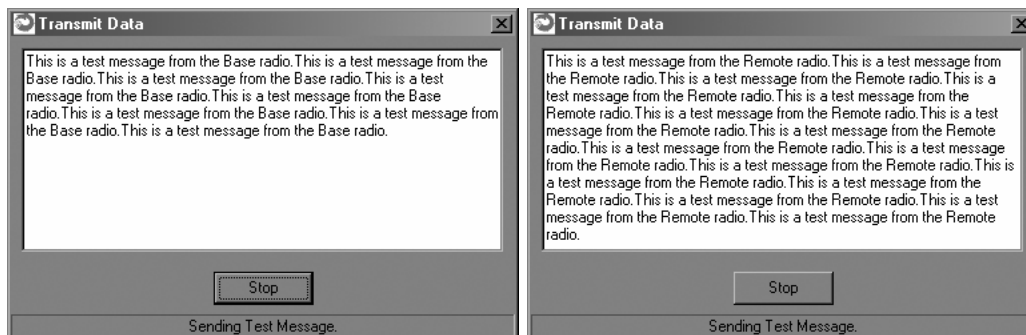 Transmit Data
This is a test message from the Base radio.This is a test message from the
Base radio.This is a test message from the Base radio.This is a test
message from the Base radio.This is a test message from the Base
radio.This is a test message from the Base radio.This is a test message from
the Base radio.This is a test message from the Base radio.
Stop
Sending Test Message.
Transmit Data
This is a test message from the Remote radio.This is a test message from
the Remote radio.This is a test message from the Remote radio.This is a
test message from the Remote radio.This is a test message from the
Remote radio.This is a test message from the Remote radio.This is a test
message from the Remote radio.This is a test message from the Remote
radio.This is a test message from the Remote radio.This is a test message
from the Remote radio.This is a test message from the Remote radio.This is
a test message from the Remote radio.This is a test message from the
Remote radio.This is a test message from the Remote radio.This is a test
message from the Remote radio.This is a test message from the Remote
radio.
Stop
Sending Test Message.